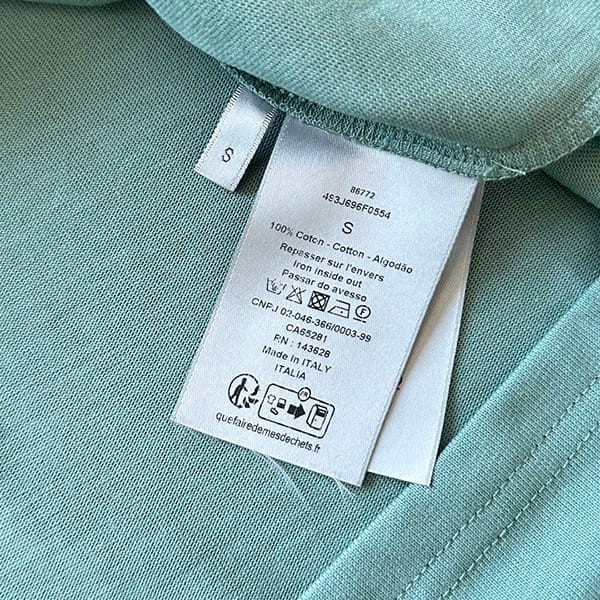 S
86772
493J696F0554
S
100% Coton - Cotton - Algodão
Repasser sur l'envers
Iron inside out
Passar do avesso
CNPJ 02-046-366/0003-99
CA65281
RN : 143628
Made In ITALY
ITALIA
FR
quefairedemesdechets.fr